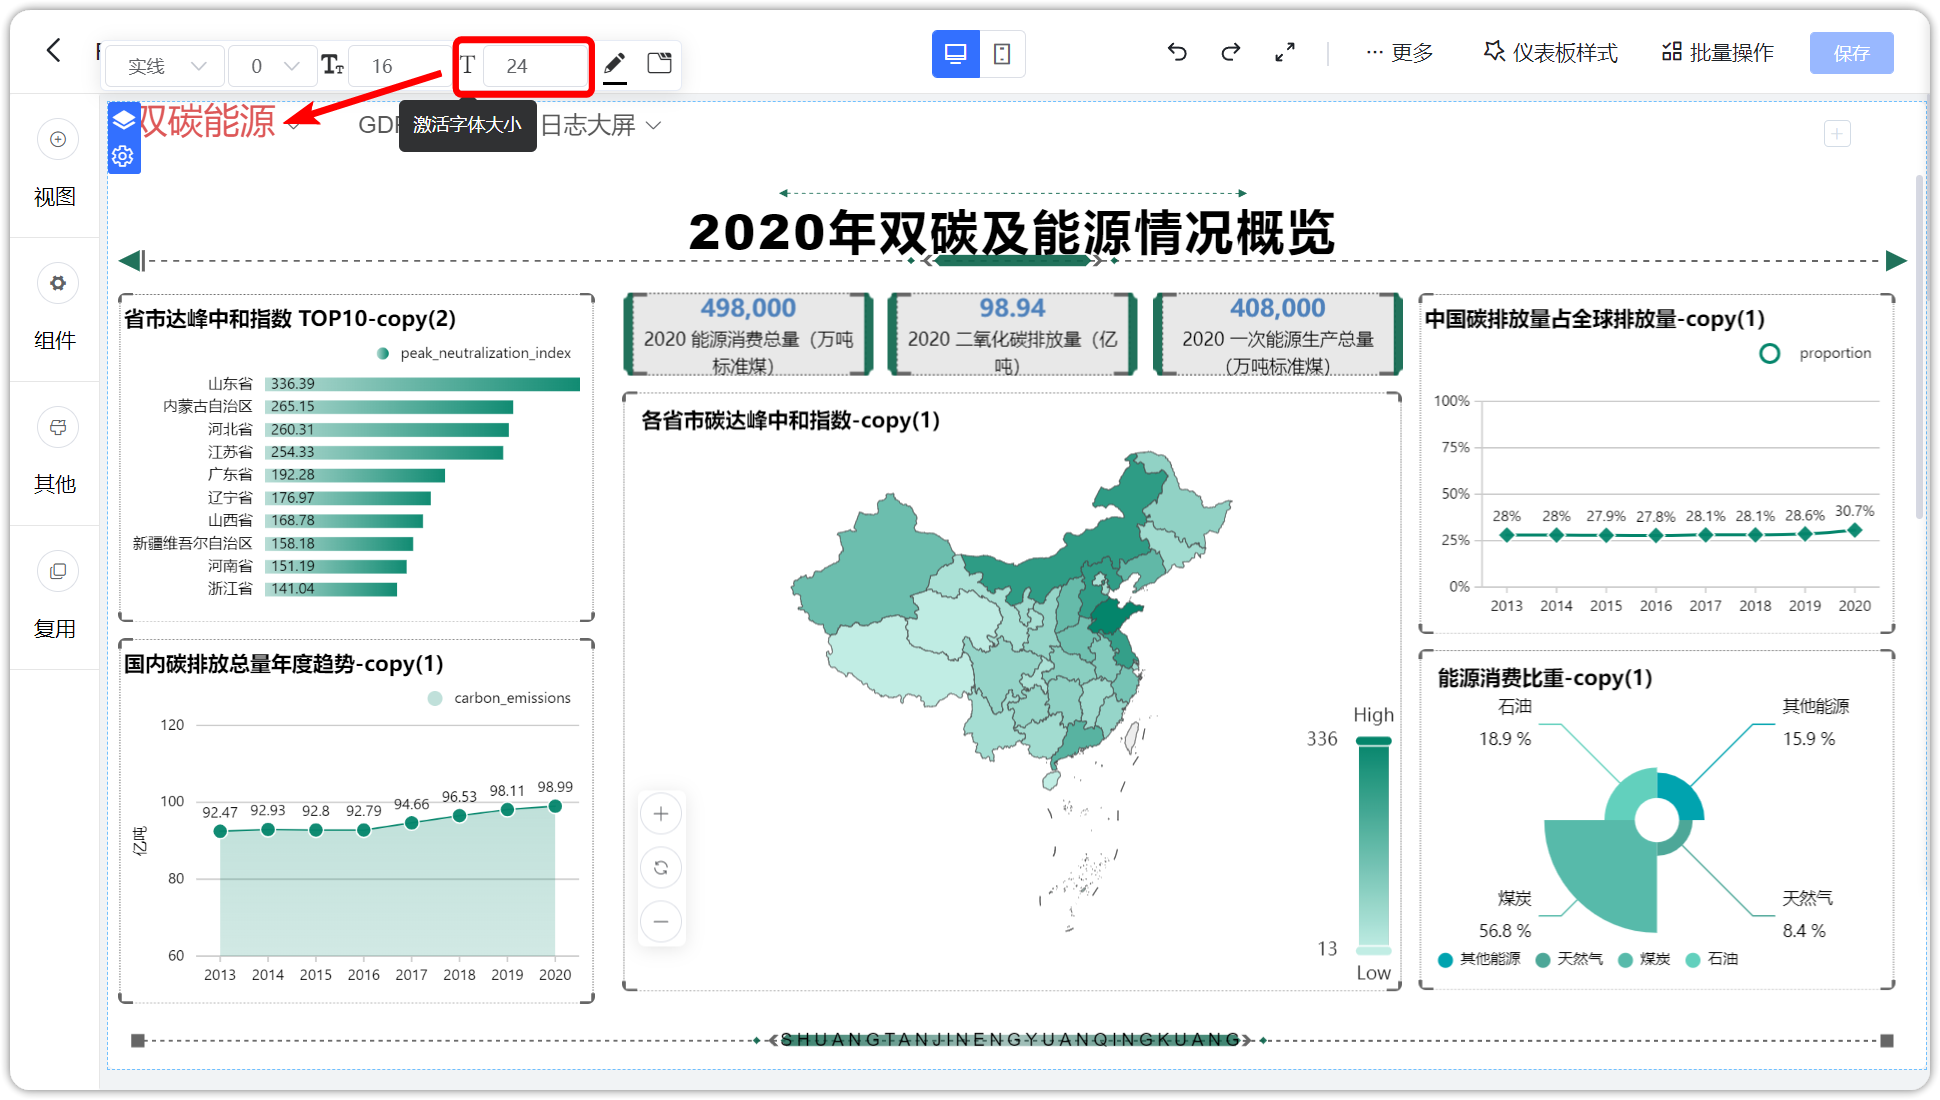 实线
0
16
T
24
更多
仪表板样式
批量操作
保存
激活字体大小
双碳能源
日志大屏
视图
组件
其他
复用
2020年双碳及能源情况概览
省市达峰中和指数 TOP10-copy(2)
peak_neutralization_index
山东省 336.39
内蒙古自治区 265.15
河北省 260.31
江苏省 254.33
广东省 192.28
辽宁省 176.97
山西省 168.78
新疆维吾尔自治区 158.18
河南省 151.19
浙江省 141.04
国内碳排放总量年度趋势-copy(1)
carbon_emissions
亿吨
120
100
80
60
92.47 92.93 92.8 92.79 94.66 96.53 98.11 98.99
2013 2014 2015 2016 2017 2018 2019 2020
498,000
2020 能源消费总量（万吨
标准煤）
98.94
2020 二氧化碳排放量（亿
吨）
408,000
2020 一次能源生产总量
（万吨标准煤）
各省市碳达峰中和指数-copy(1)
High
336
13
Low
中国碳排放量占全球排放量-copy(1)
proportion
100%
75%
50%
25%
0%
28% 28% 27.9% 27.8% 28.1% 28.1% 28.6% 30.7%
2013 2014 2015 2016 2017 2018 2019 2020
能源消费比重-copy(1)
石油
18.9 %
其他能源
15.9 %
煤炭
56.8 %
天然气
8.4 %
其他能源 天然气 煤炭 石油
SHUANGTANJINENGYUANQINGKUANG